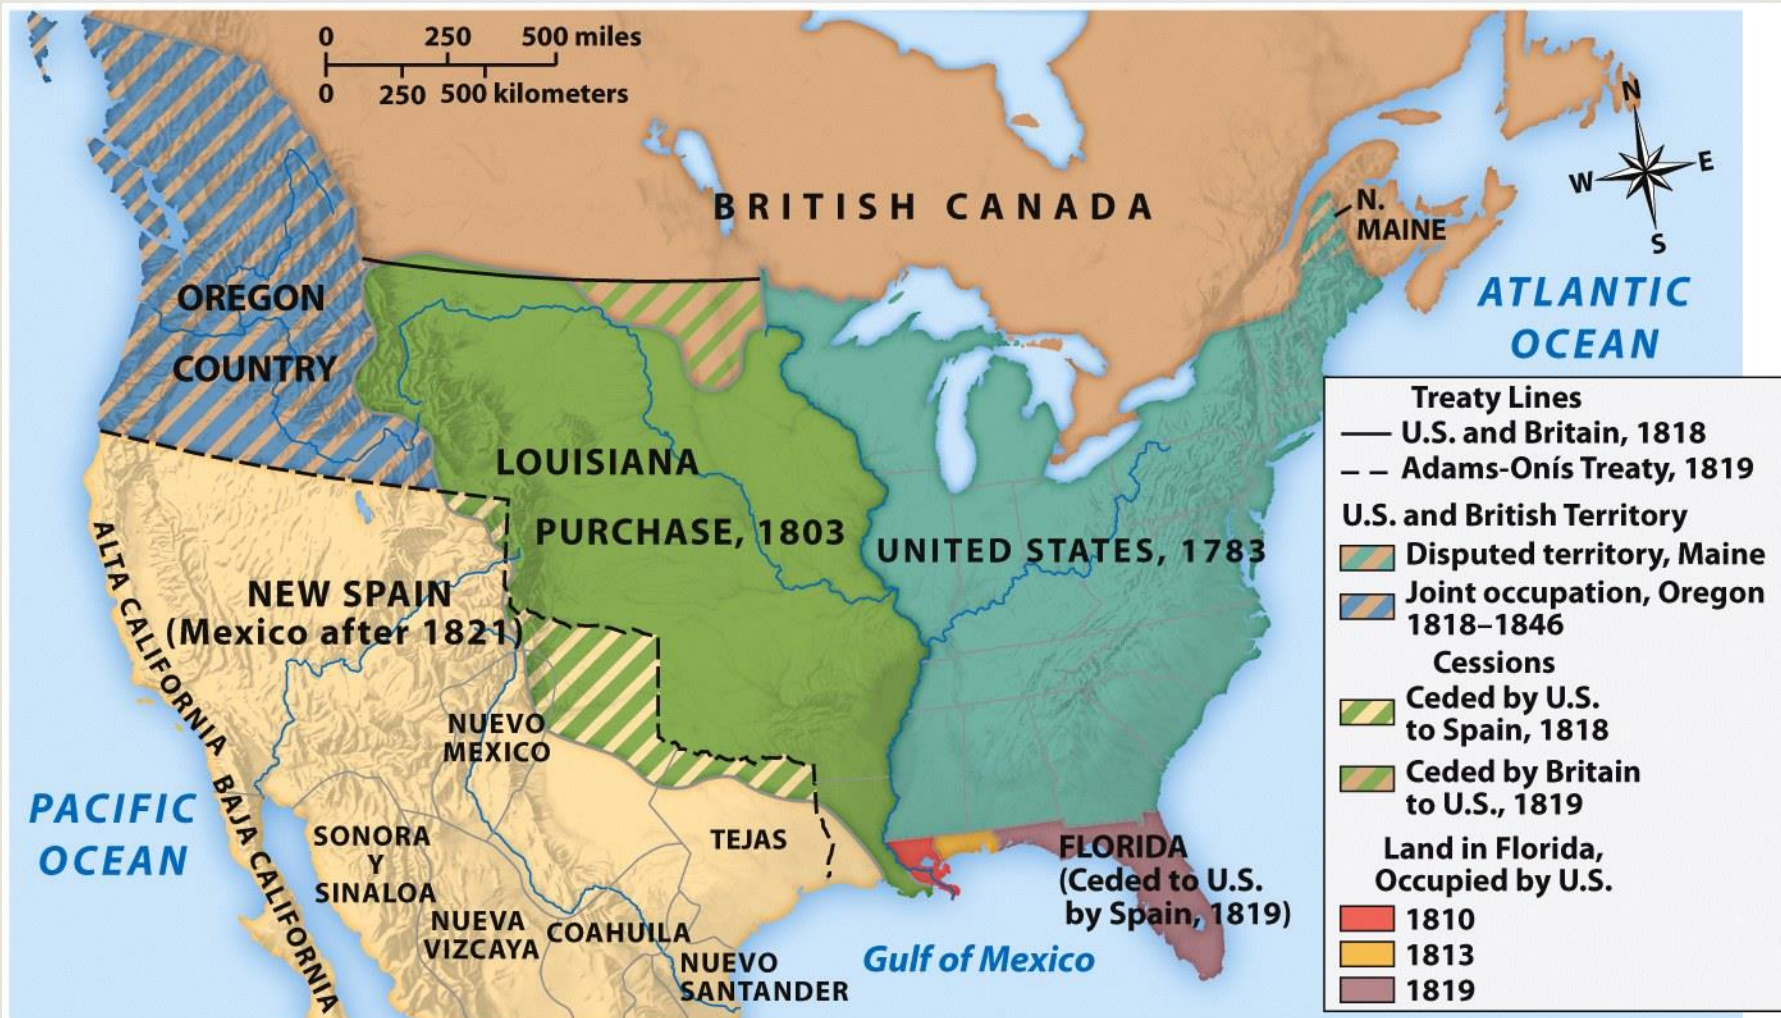 0 250 500 miles
0 250 500 kilometers
N
W E
S
BRITISH CANADA
N.
MAINE
ATLANTIC
OCEAN
OREGON
COUNTRY
LOUISIANA
PURCHASE, 1803
UNITED STATES, 1783
NEW SPAIN
(Mexico after 1821)
ALTA CALIFORNIA
BAJA CALIFORNIA
NUEVO
MEXICO
PACIFIC
OCEAN
SONORA
Y
SINALOA
NUEVA
VIZCAYA
COAHUILA
TEJAS
NUEVO
SANTANDER
FLORIDA
(Ceded to U.S.
by Spain, 1819)
Gulf of Mexico
Treaty Lines
U.S. and Britain, 1818
Adams-Onís Treaty, 1819
U.S. and British Territory
Disputed territory, Maine
Joint occupation, Oregon
1818–1846
Cessions
Ceded by U.S.
to Spain, 1818
Ceded by Britain
to U.S., 1819
Land in Florida,
Occupied by U.S.
1810
1813
1819